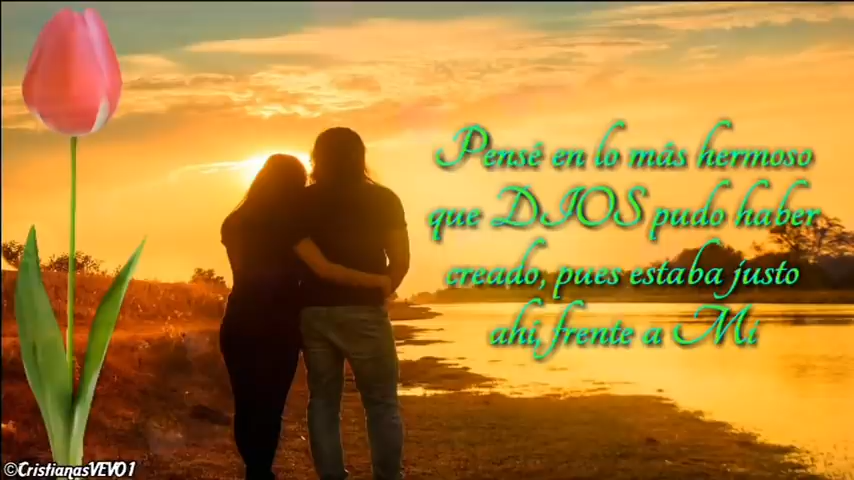 Pensé en lo más hermoso
que DIOS pudo haber
creado, pues estaba justo
ahí, frente a Mi
©CristianasVEVO1